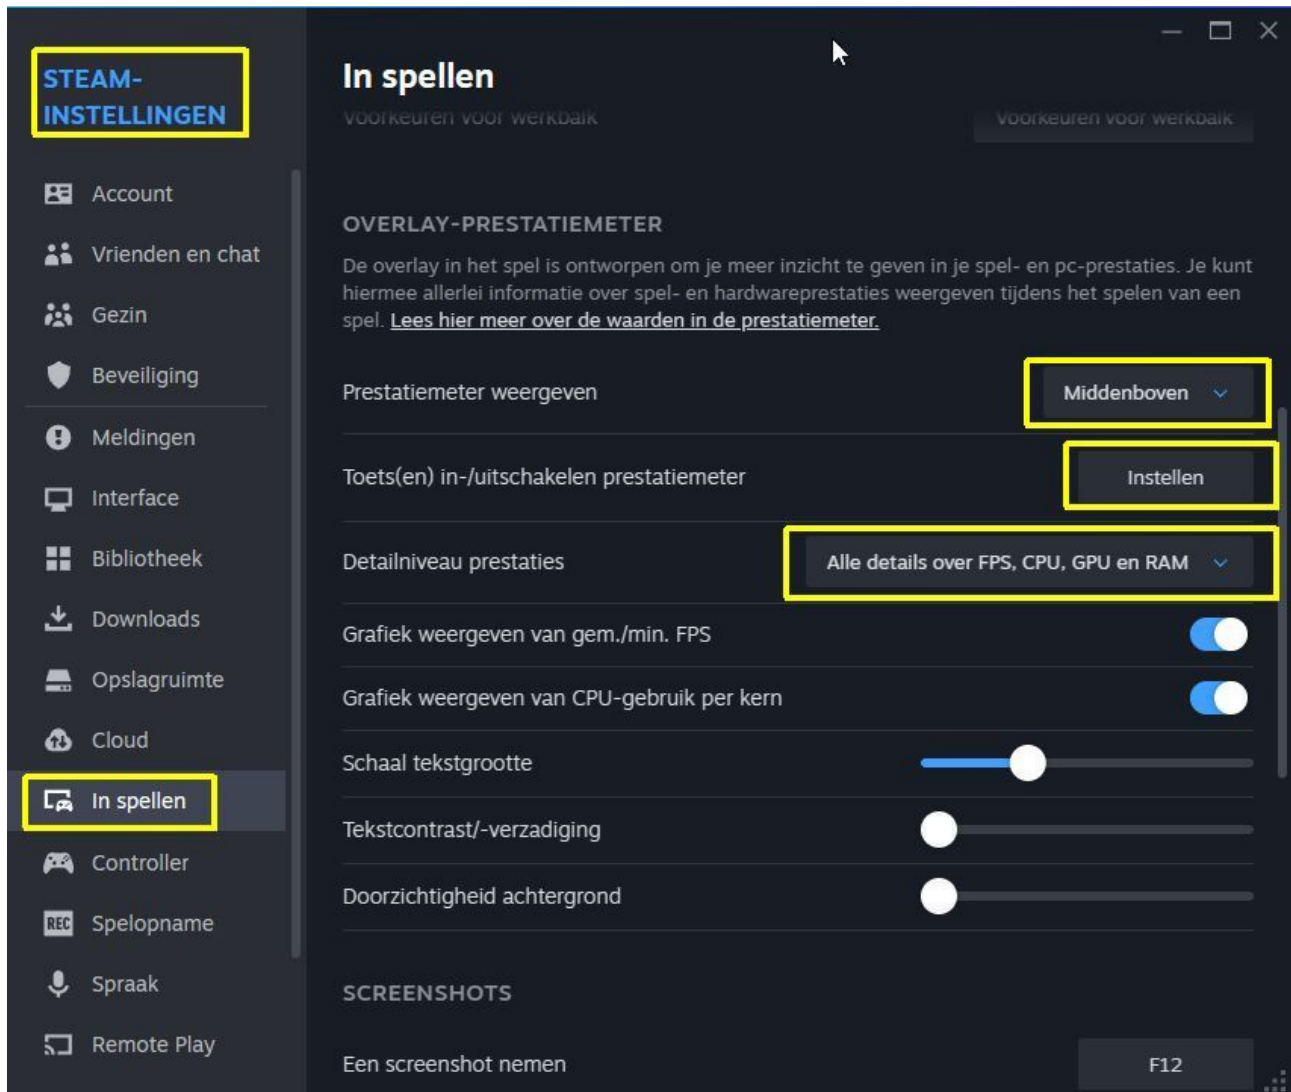 STEAM-
INSTELLINGEN
Account
Vrienden en chat
Gezin
Beveiliging
Meldingen
Interface
Bibliotheek
Downloads
Opslagruimte
Cloud
In spellen
Controller
REC Spelopname
Spraak
Remote Play
In spellen
Voorkeuren voor werkbalk Voorkeuren voor werkbalk
OVERLAY-PRESTATIEMETER
De overlay in het spel is ontworpen om je meer inzicht te geven in je spel- en pc-prestaties. Je kunt
hiermee allerlei informatie over spel- en hardwareprestaties weergeven tijdens het spelen van een
spel. Lees hier meer over de waarden in de prestatiemeter.
Prestatiemeter weergeven Middenboven
Toets(en) in-/uitschakelen prestatiemeter Instellen
Detailniveau prestaties Alle details over FPS, CPU, GPU en RAM
Grafiek weergeven van gem./min. FPS
Grafiek weergeven van CPU-gebruik per kern
Schaal tekstgrootte
Tekstcontrast/-verzadiging
Doorzichtigheid achtergrond
SCREENSHOTS
Een screenshot nemen F12